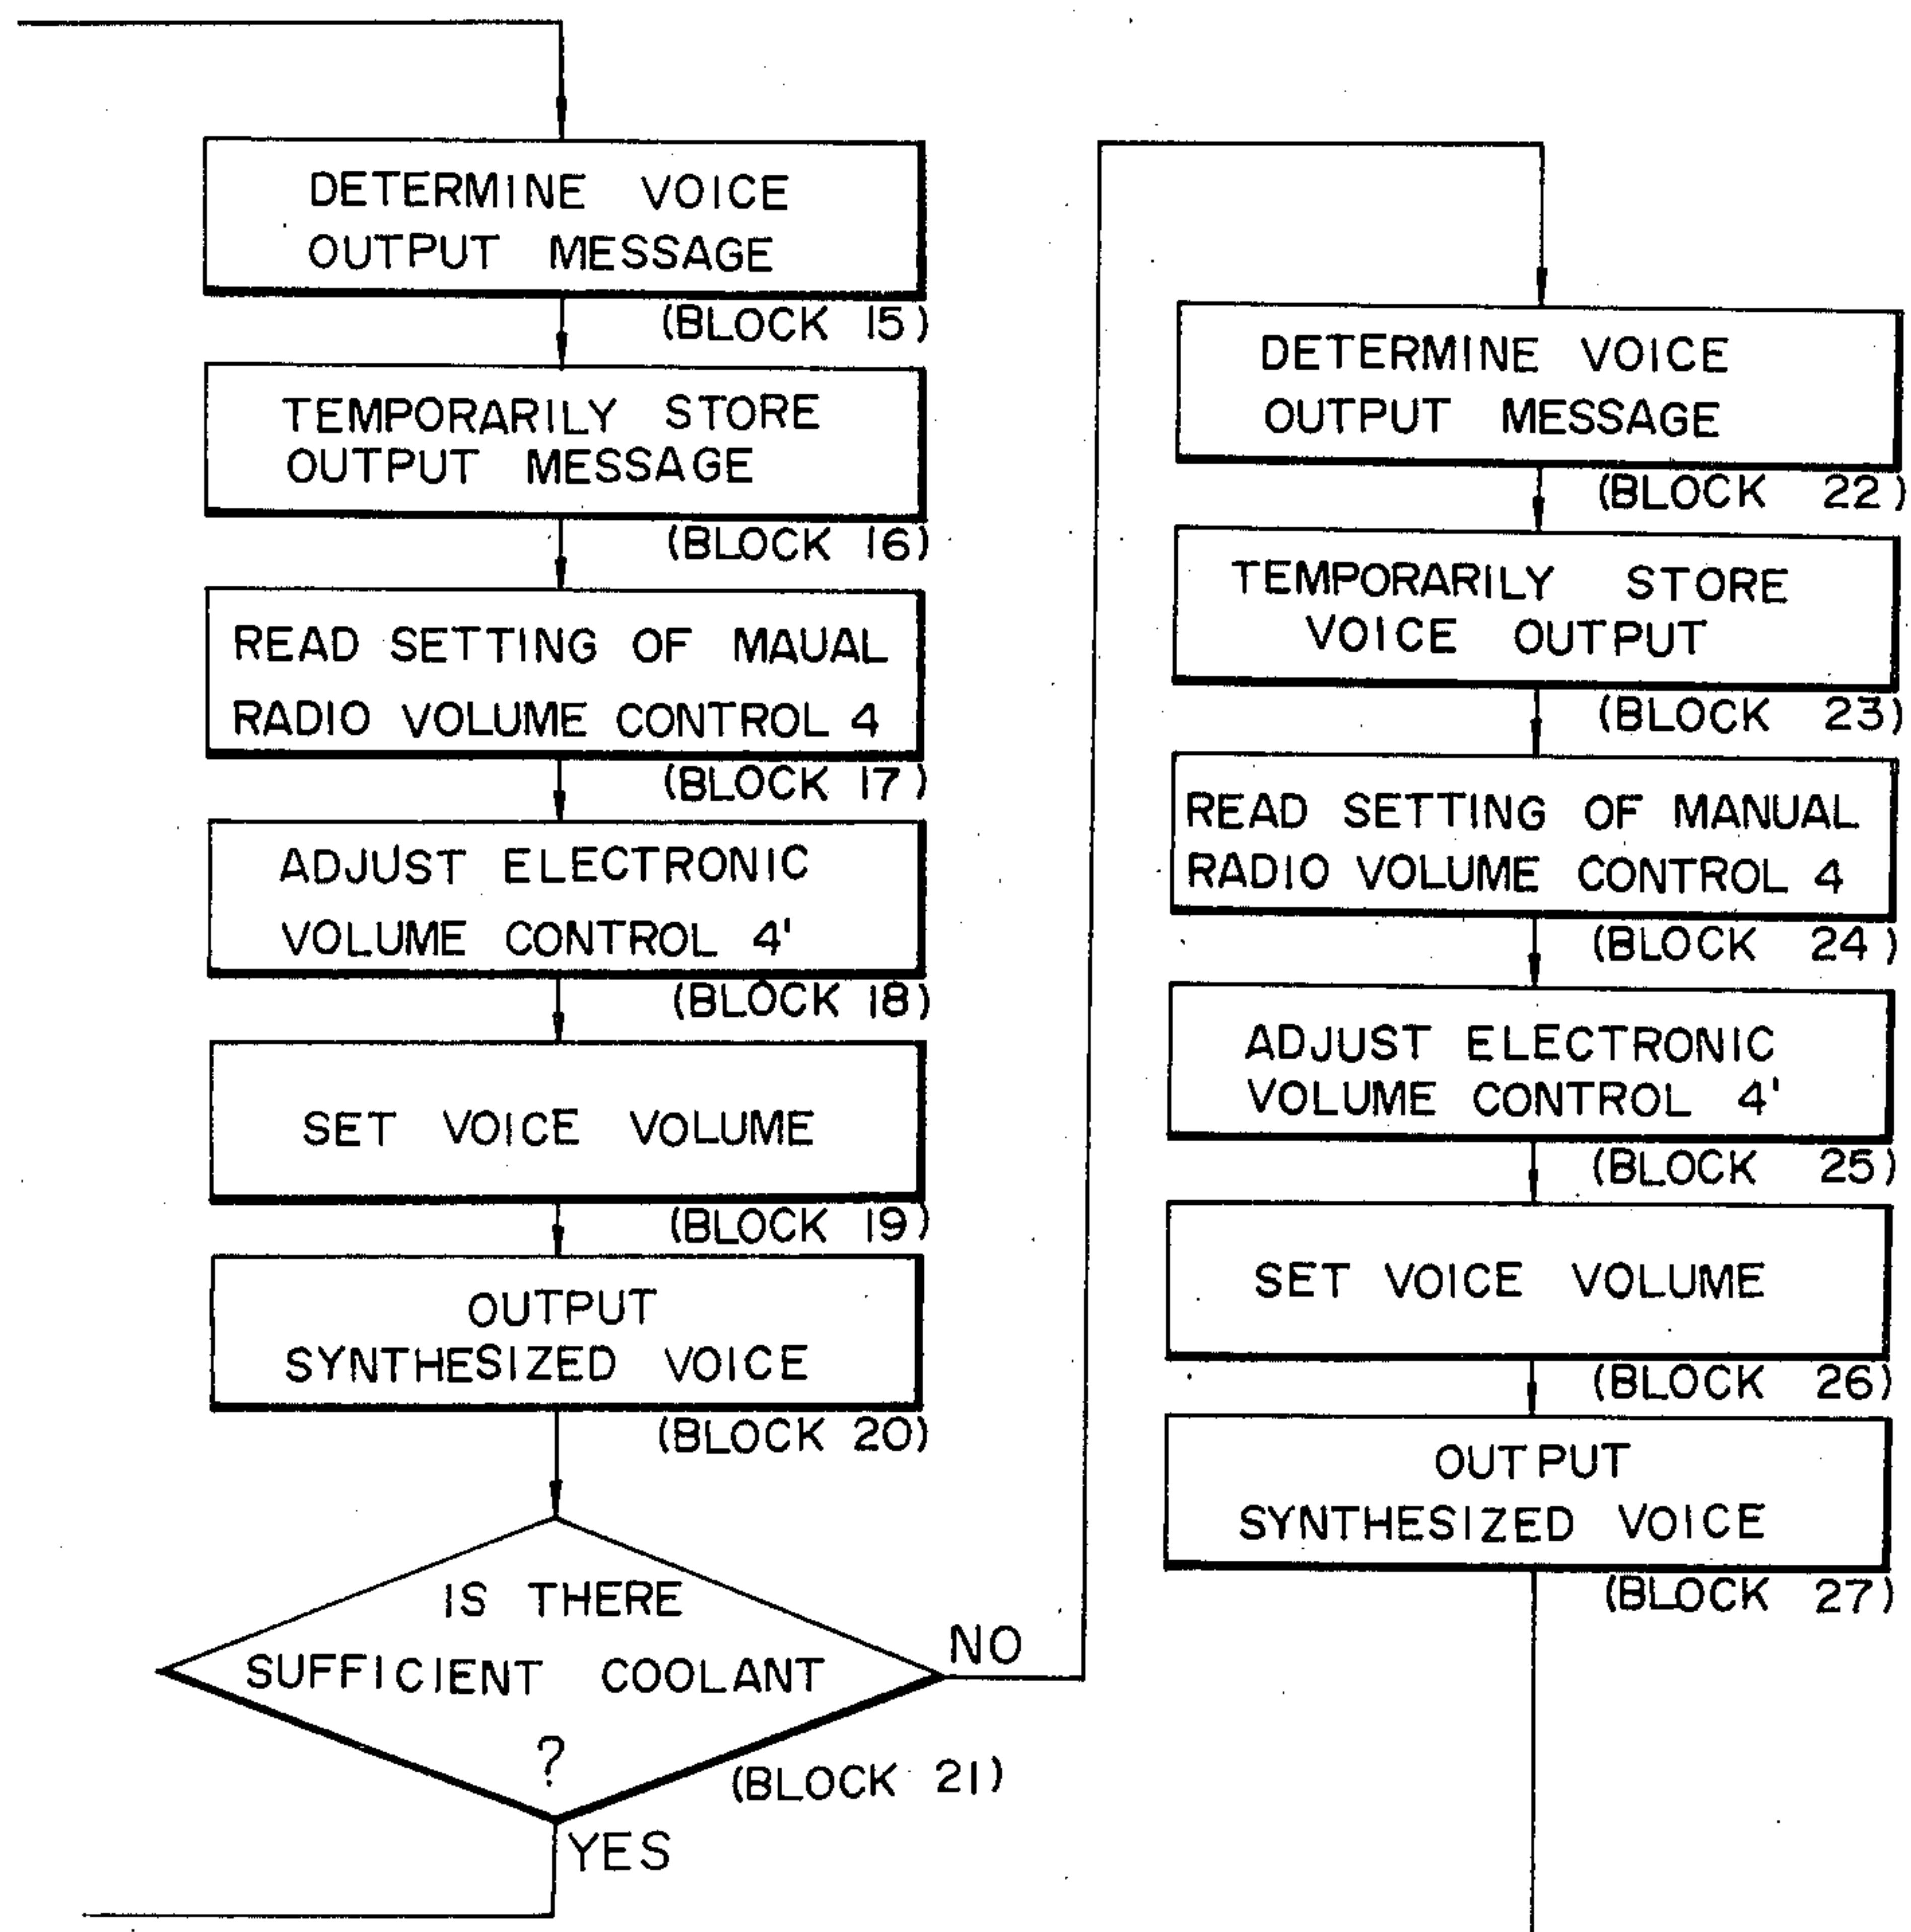 DETERMINE VOICE
OUTPUT MESSAGE
(BLOCK 15)
TEMPORARILY STORE
OUTPUT MESSAGE
(BLOCK 16)
READ SETTING OF MAUAL
RADIO VOLUME CONTROL 4
(BLOCK 17)
ADJUST ELECTRONIC
VOLUME CONTROL 4'
(BLOCK 18)
SET VOICE VOLUME
(BLOCK 19)
OUTPUT
SYNTHESIZED VOICE
(BLOCK 20)
IS THERE
SUFFICIENT COOLANT
?
(BLOCK 21)
NO
YES
DETERMINE VOICE
OUTPUT MESSAGE
(BLOCK 22)
TEMPORARILY STORE
VOICE OUTPUT
(BLOCK 23)
READ SETTING OF MANUAL
RADIO VOLUME CONTROL 4
(BLOCK 24)
ADJUST ELECTRONIC
VOLUME CONTROL 4'
(BLOCK 25)
SET VOICE VOLUME
(BLOCK 26)
OUTPUT
SYNTHESIZED VOICE
(BLOCK 27)